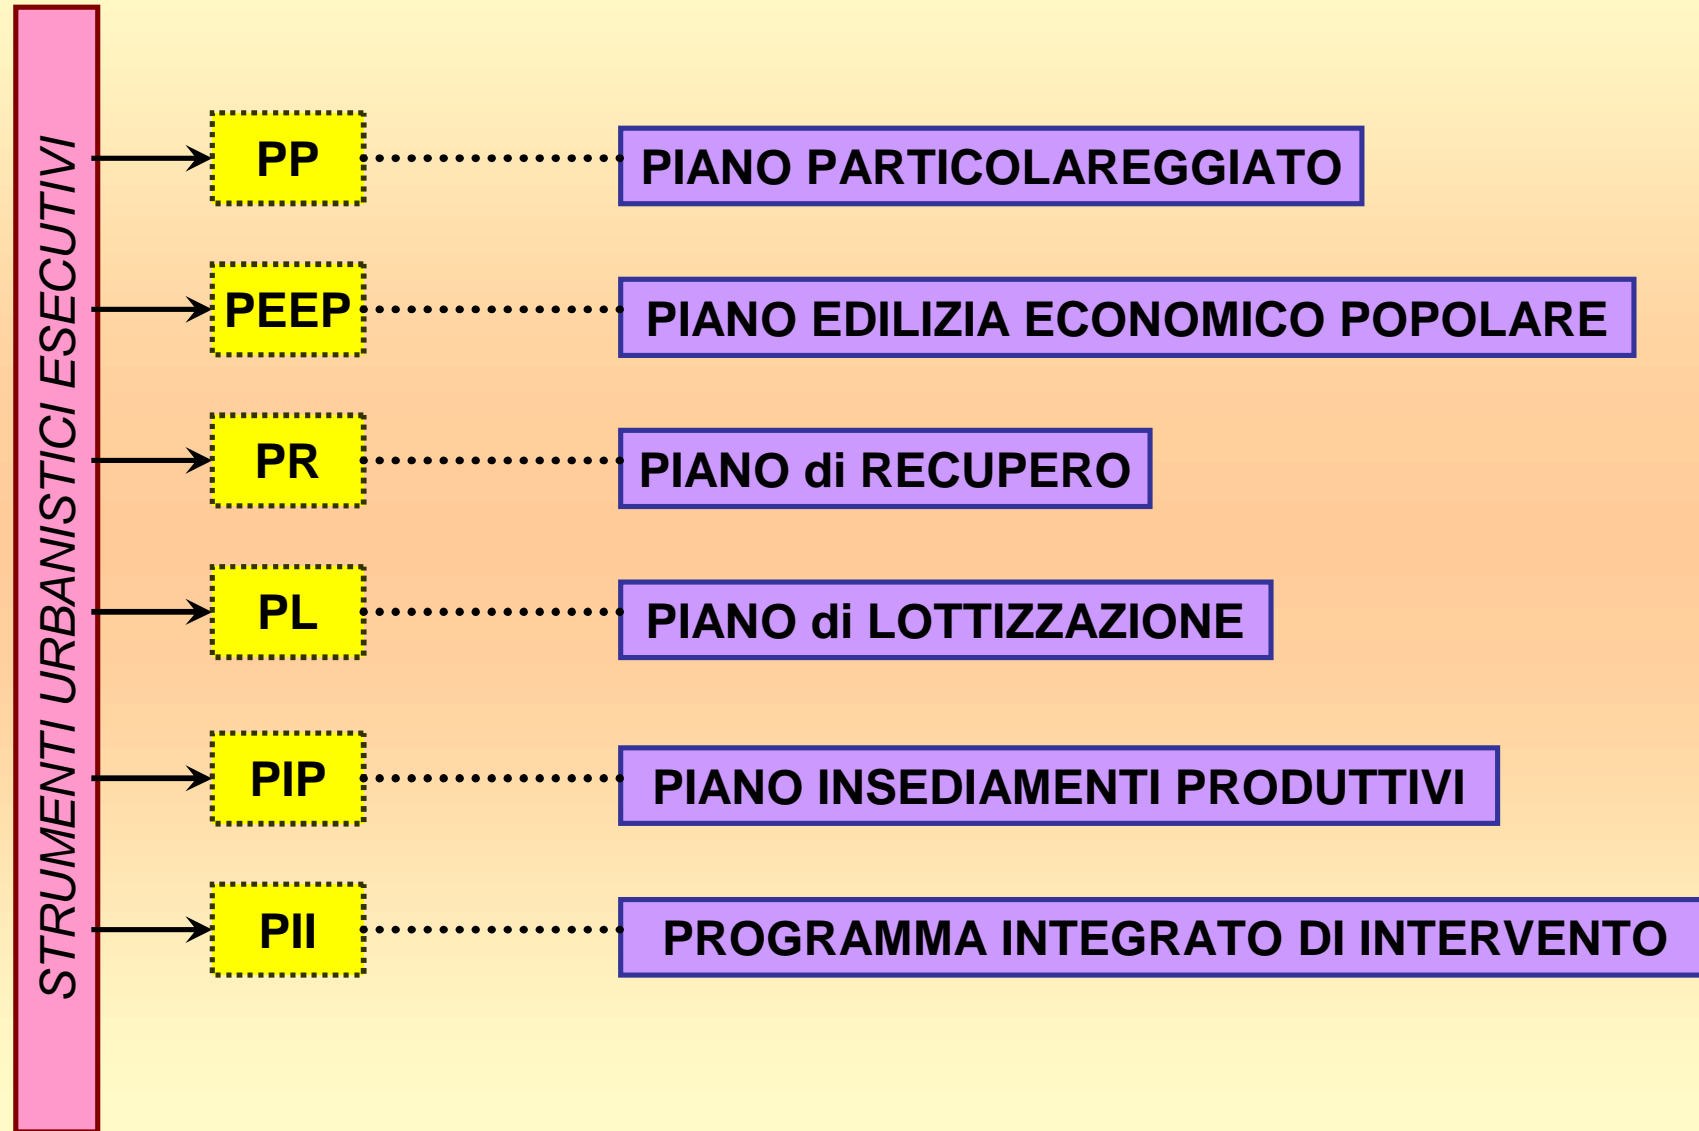 STRUMENTI URBANISTICI ESECUTIVI
PP
PIANO PARTICOLAREGGIATO
PEEP
PIANO EDILIZIA ECONOMICO POPOLARE
PR
PIANO di RECUPERO
PL
PIANO di LOTTIZZAZIONE
PIP
PIANO INSEDIAMENTI PRODUTTIVI
PII
PROGRAMMA INTEGRATO DI INTERVENTO